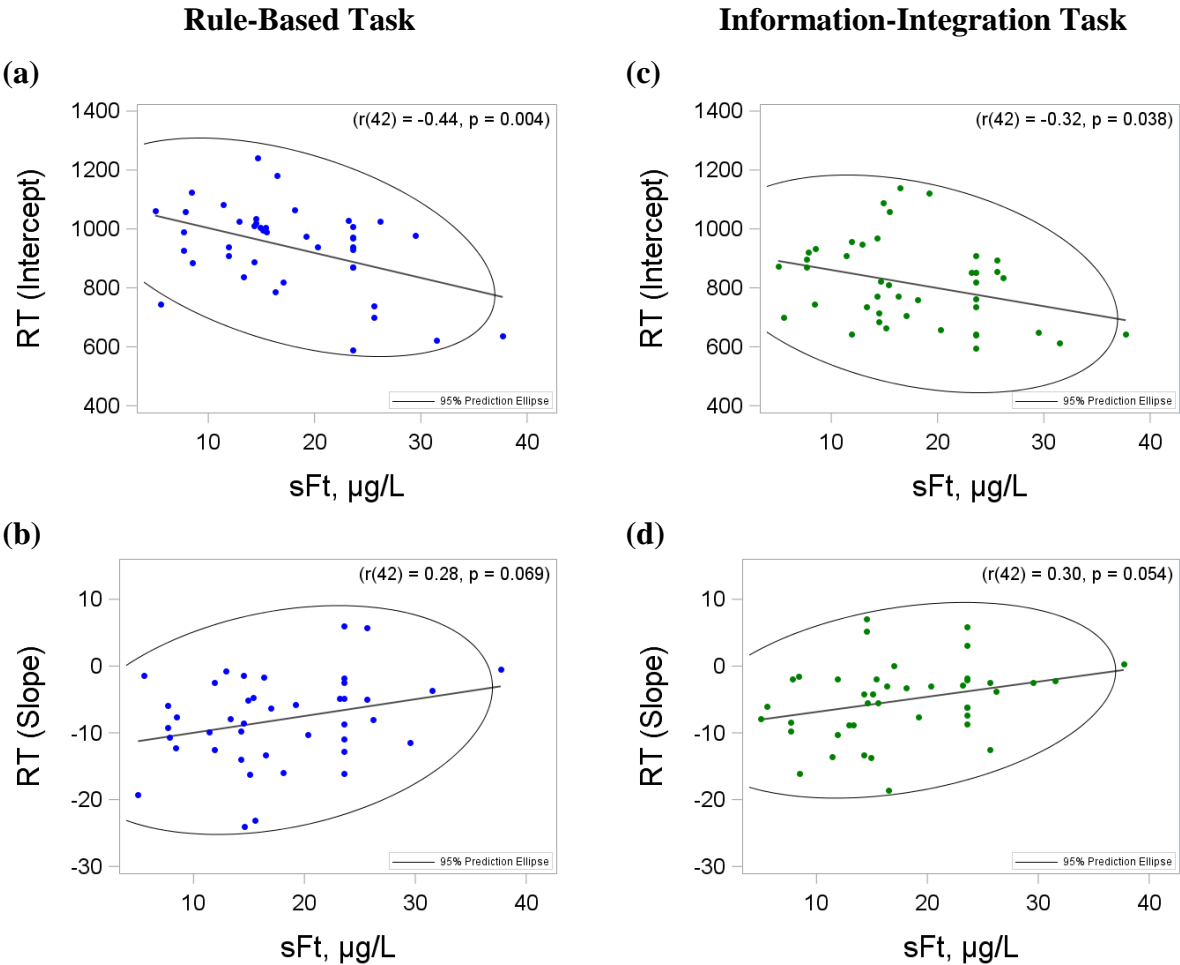 Rule-Based Task
Information-Integration Task
(a)
(r(42) = -0.44, p = 0.004)
1400
1200
1000
800
600
400
RT (Intercept)
95% Prediction Ellipse
10 20 30 40
sFt, µg/L
(c)
(r(42) = -0.32, p = 0.038)
1400
1200
1000
800
600
400
RT (Intercept)
95% Prediction Ellipse
10 20 30 40
sFt, µg/L
(b)
(r(42) = 0.28, p = 0.069)
10
0
-10
-20
-30
RT (Slope)
95% Prediction Ellipse
10 20 30 40
sFt, µg/L
(d)
(r(42) = 0.30, p = 0.054)
10
0
-10
-20
-30
RT (Slope)
95% Prediction Ellipse
10 20 30 40
sFt, µg/L